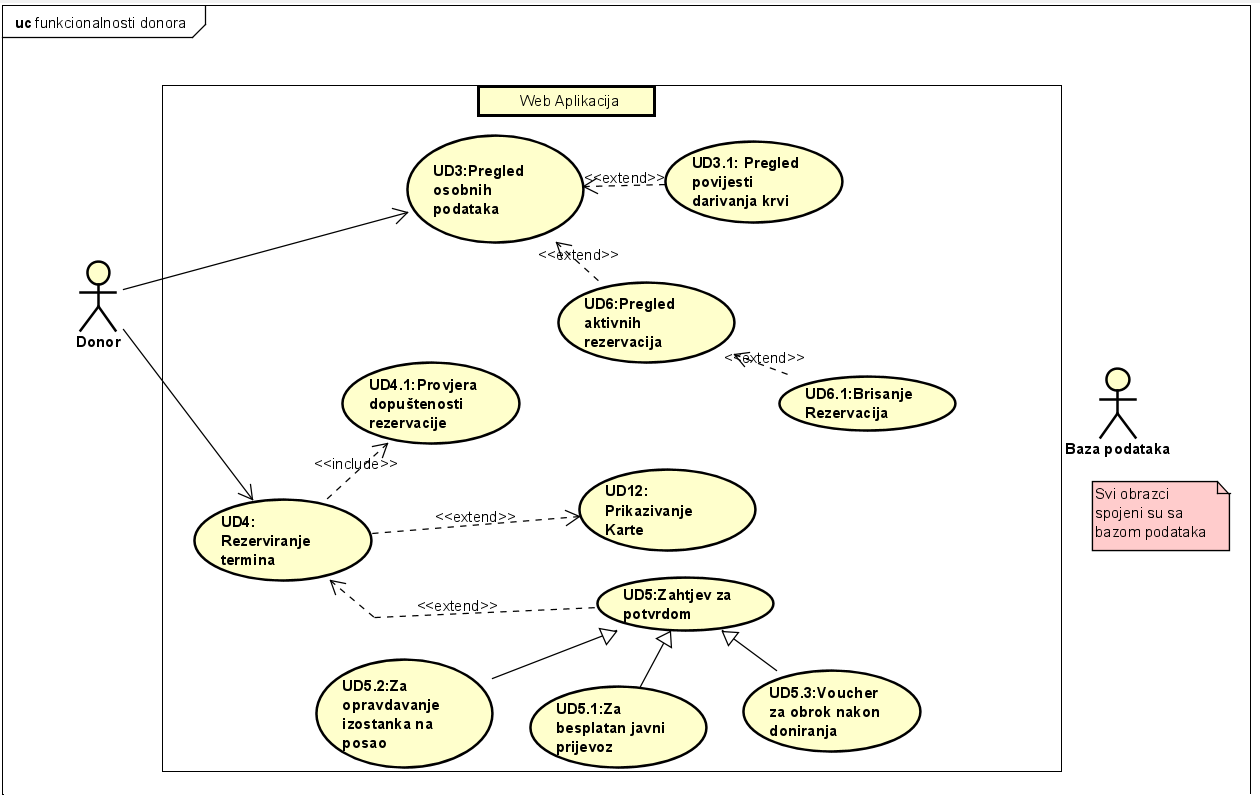 uc funkcionalnosti donora
Web Aplikacija
UD3:Pregled
osobnih
podataka
<<extend>>
UD3.1: Pregled
povijesti
darivanja krvi
<<extend>>
UD6:Pregled
aktivnih
rezervacija
Donor
<<extend>>
UD4.1:Provjera
dopuštenosti
rezervacije
UD6.1:Brisanje
Rezervacija
Baza podataka
<<include>>
Svi obrazci
spojeni su sa
bazom podataka
UD4:
Rezerviranje
termina
<<extend>>
UD12:
Prikazivanje
Karte
<<extend>>
UD5:Zahtjev za
potvrdom
UD5.2:Za
opravdavanje
izostanka na
posao
UD5.1:Za
besplatan javni
prijevoz
UD5.3:Voucher
za obrok nakon
doniranja